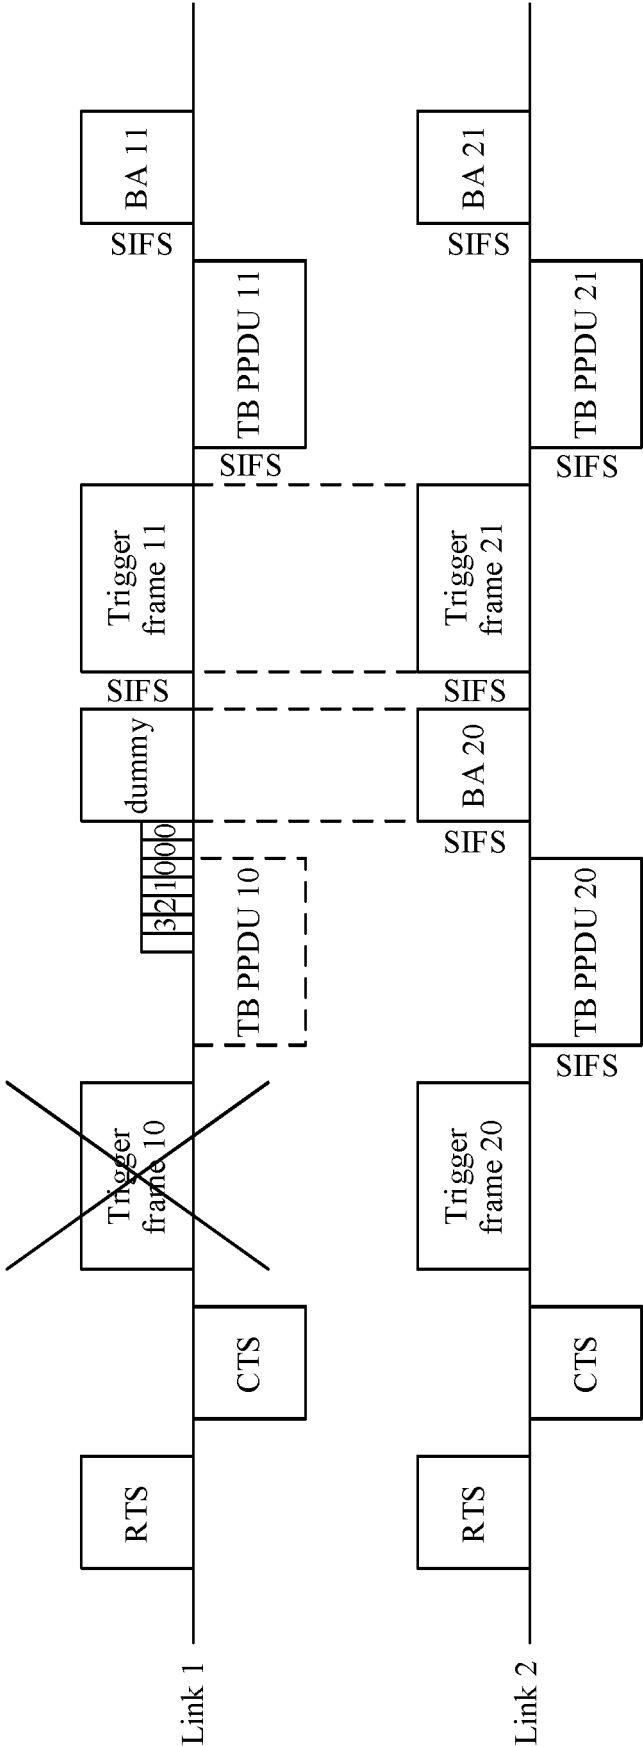 RTS
Trigger
frame 10
3 2 1 0 0 0
dummy
SIFS
Trigger
frame 11
SIFS
BA 11
Link 1
CTS
TB PPDU 10
SIFS
TB PPDU 11
RTS
Trigger
frame 20
SIFS
BA 20
SIFS
Trigger
frame 21
SIFS
BA 21
Link 2
CTS
SIFS
TB PPDU 20
SIFS
TB PPDU 21